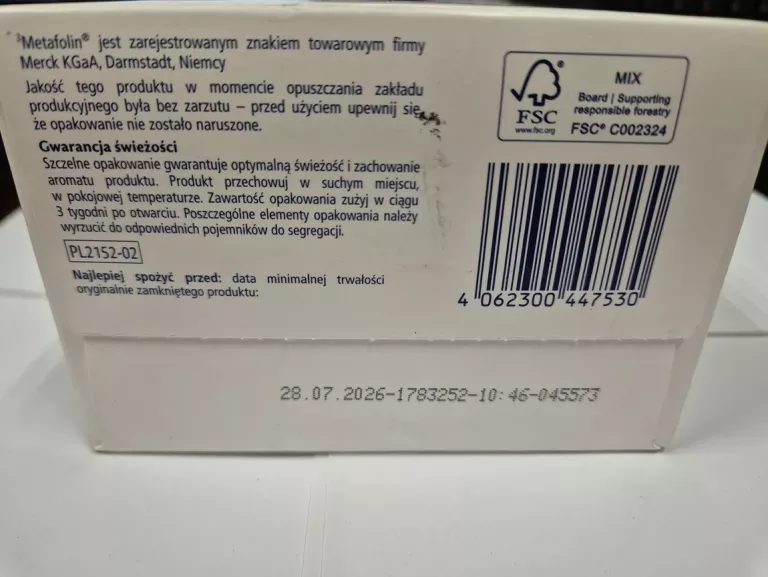 ³Metafolin® jest zarejestrowanym znakiem towarowym firmy
Merck KGaA, Darmstadt, Niemcy
Jakość tego produktu w momencie opuszczania zakładu
produkcyjnego była bez zarzutu – przed użyciem upewnij się,
że opakowanie nie zostało naruszone.
Gwarancja świeżości
Szczelne opakowanie gwarantuje optymalną świeżość i zachowanie
aromatu produktu. Produkt przechowuj w suchym miejscu,
w pokojowej temperaturze. Zawartość opakowania zużyj w ciągu
3 tygodni po otwarciu. Poszczególne elementy opakowania należy
wyrzucić do odpowiednich pojemników do segregacji.
PL2152-02
Najlepiej spożyć przed: data minimalnej trwałości
oryginalnie zamkniętego produktu:
FSC
www.fsc.org
MIX
Board | Supporting
responsible forestry
FSC® C002324
4 062300 447530
28.07.2026-1783252-10:46-045573